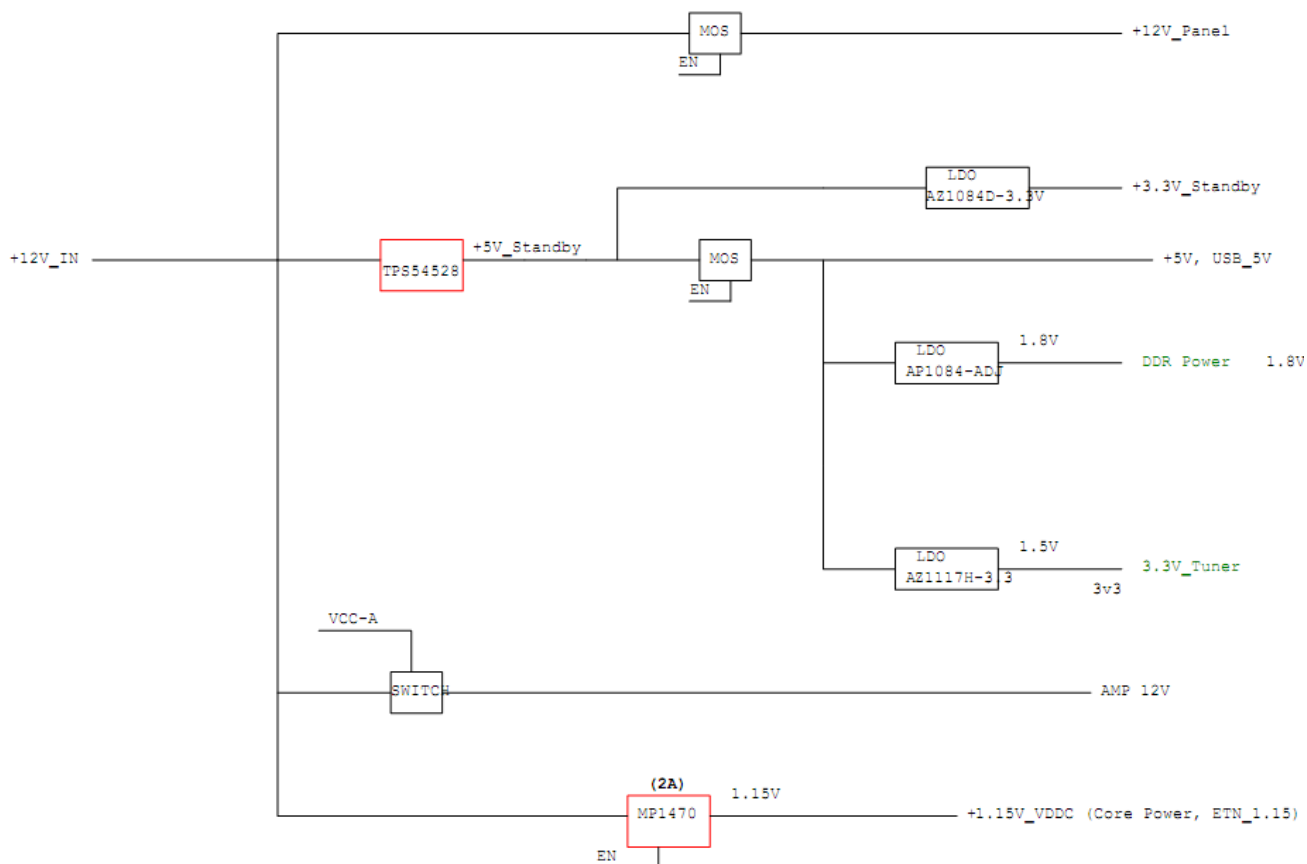 MOS
+12V_Panel
EN
LDO
AZ1084D-3.3V
+3.3V_Standby
+12V_IN
TPS54528
+5V_Standby
MOS
+5V, USB_5V
EN
LDO
AP1084-ADJ
1.8V
DDR Power 1.8V
LDO
AZ1117H-3.3
1.5V
3.3V_Tuner
3v3
VCC-A
SWITCH
AMP 12V
(2A)
MP1470
1.15V
+1.15V_VDDC (Core Power, ETN_1.15)
EN